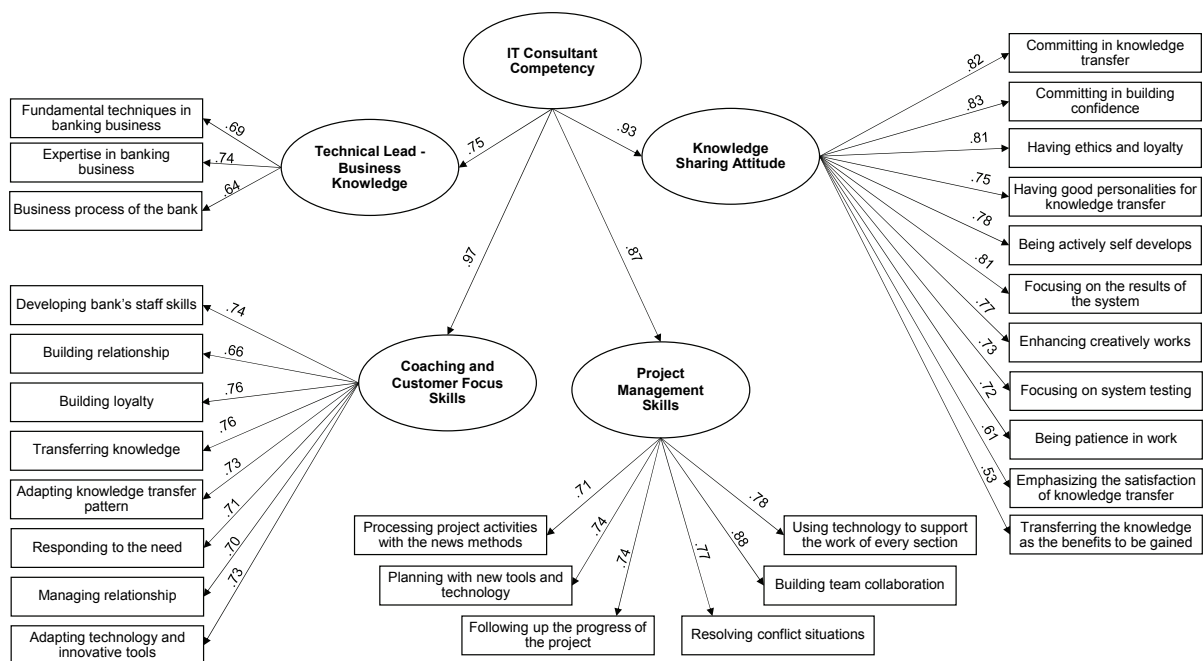 IT Consultant
Competency
Technical Lead -
Business
Knowledge
Knowledge
Sharing Attitude
Coaching and
Customer Focus
Skills
Project
Management
Skills
.75
.93
.97
.87
Fundamental techniques in
banking business
Expertise in banking
business
Business process of the bank
.69
.74
.64
Developing bank's staff skills
Building relationship
Building loyalty
Transferring knowledge
Adapting knowledge transfer
pattern
Responding to the need
Managing relationship
Adapting technology and
innovative tools
.74
.66
.76
.76
.73
.71
.70
.73
Processing project activities
with the news methods
Planning with new tools and
technology
Following up the progress of
the project
Resolving conflict situations
Building team collaboration
Using technology to support
the work of every section
.71
.74
.74
.77
.88
.78
Committing in knowledge
transfer
Committing in building
confidence
Having ethics and loyalty
Having good personalities for
knowledge transfer
Being actively self develops
Focusing on the results of
the system
Enhancing creatively works
Focusing on system testing
Being patience in work
Emphasizing the satisfaction
of knowledge transfer
Transferring the knowledge
as the benefits to be gained
.82
.83
.81
.75
.78
.81
.77
.73
.72
.61
.53